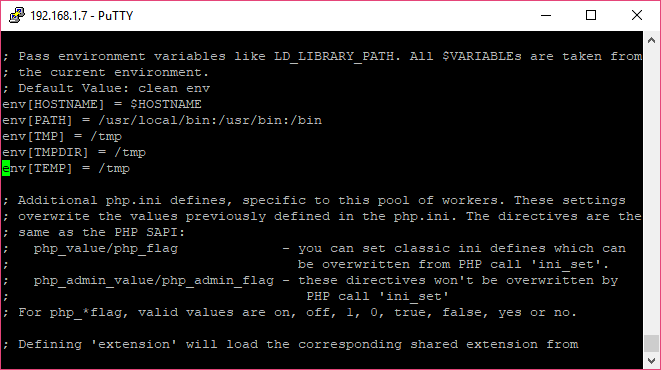 192.168.1.7 - PuTTY
; Pass environment variables like LD_LIBRARY_PATH. All $VARIABLEs are taken from
; the current environment.
; Default Value: clean env
env[HOSTNAME] = $HOSTNAME
env[PATH] = /usr/local/bin:/usr/bin:/bin
env[TMP] = /tmp
env[TMPDIR] = /tmp
env[TEMP] = /tmp
; Additional php.ini defines, specific to this pool of workers. These settings
; overwrite the values previously defined in the php.ini. The directives are the
; same as the PHP SAPI:
;   php_value/php_flag             - you can set classic ini defines which can
;                                    be overwritten from PHP call 'ini_set'.
;   php_admin_value/php_admin_flag - these directives won't be overwritten by
;                                     PHP call 'ini_set'
; For php_*flag, valid values are on, off, 1, 0, true, false, yes or no.
; Defining 'extension' will load the corresponding shared extension from